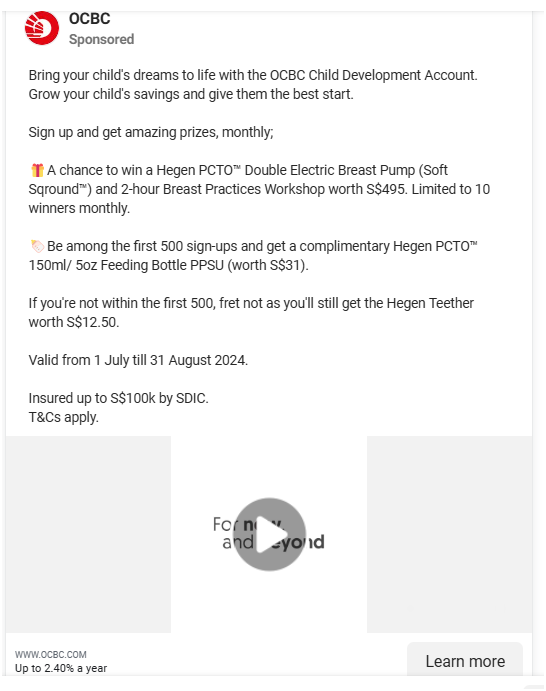 OCBC
Sponsored
Bring your child's dreams to life with the OCBC Child Development Account.
Grow your child's savings and give them the best start.
Sign up and get amazing prizes, monthly;
🎁 A chance to win a Hegen PCTO™ Double Electric Breast Pump (Soft
Sqround™) and 2-hour Breast Practices Workshop worth S$495. Limited to 10
winners monthly.
🍼 Be among the first 500 sign-ups and get a complimentary Hegen PCTO™
150ml/ 5oz Feeding Bottle PPSU (worth S$31).
If you're not within the first 500, fret not as you'll still get the Hegen Teether
worth S$12.50.
Valid from 1 July till 31 August 2024.
Insured up to S$100k by SDIC.
T&Cs apply.
For now,
and beyond
WWW.OCBC.COM
Up to 2.40% a year
Learn more